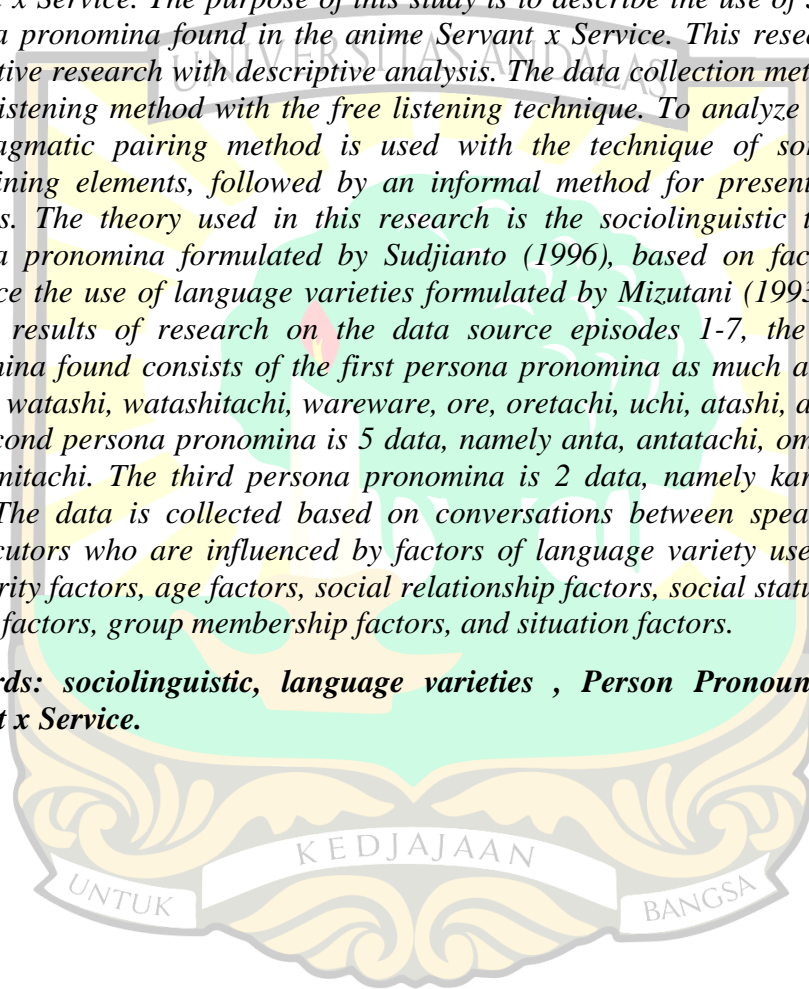 x Service. The purpose of this study is to describe the use of
a pronomina found in the anime Servant x Service. This rese
UNIVERSITAS ANDALAS
tive research with descriptive analysis. The data collection met
istening method with the free listening technique. To analyze
agmatic pairing method is used with the technique of so
ining elements, followed by an informal method for present
s. The theory used in this research is the sociolinguistic
a pronomina formulated by Sudjianto (1996), based on fac
ce the use of language varieties formulated by Mizutani (1993
results of research on the data source episodes 1-7, the
nina found consists of the first persona pronomina as much a
watashi, watashitachi, wareware, ore, oretachi, uchi, atashi, a
cond persona pronomina is 5 data, namely anta, antatachi, om
mitachi. The third persona pronomina is 2 data, namely kar
The data is collected based on conversations between spea
cutors who are influenced by factors of language variety use
rity factors, age factors, social relationship factors, social statu
factors, group membership factors, and situation factors.
rds: sociolinguistic, language varieties , Person Pronoun
t x Service.
KEDJAJAAN
UNTUK BANGSA